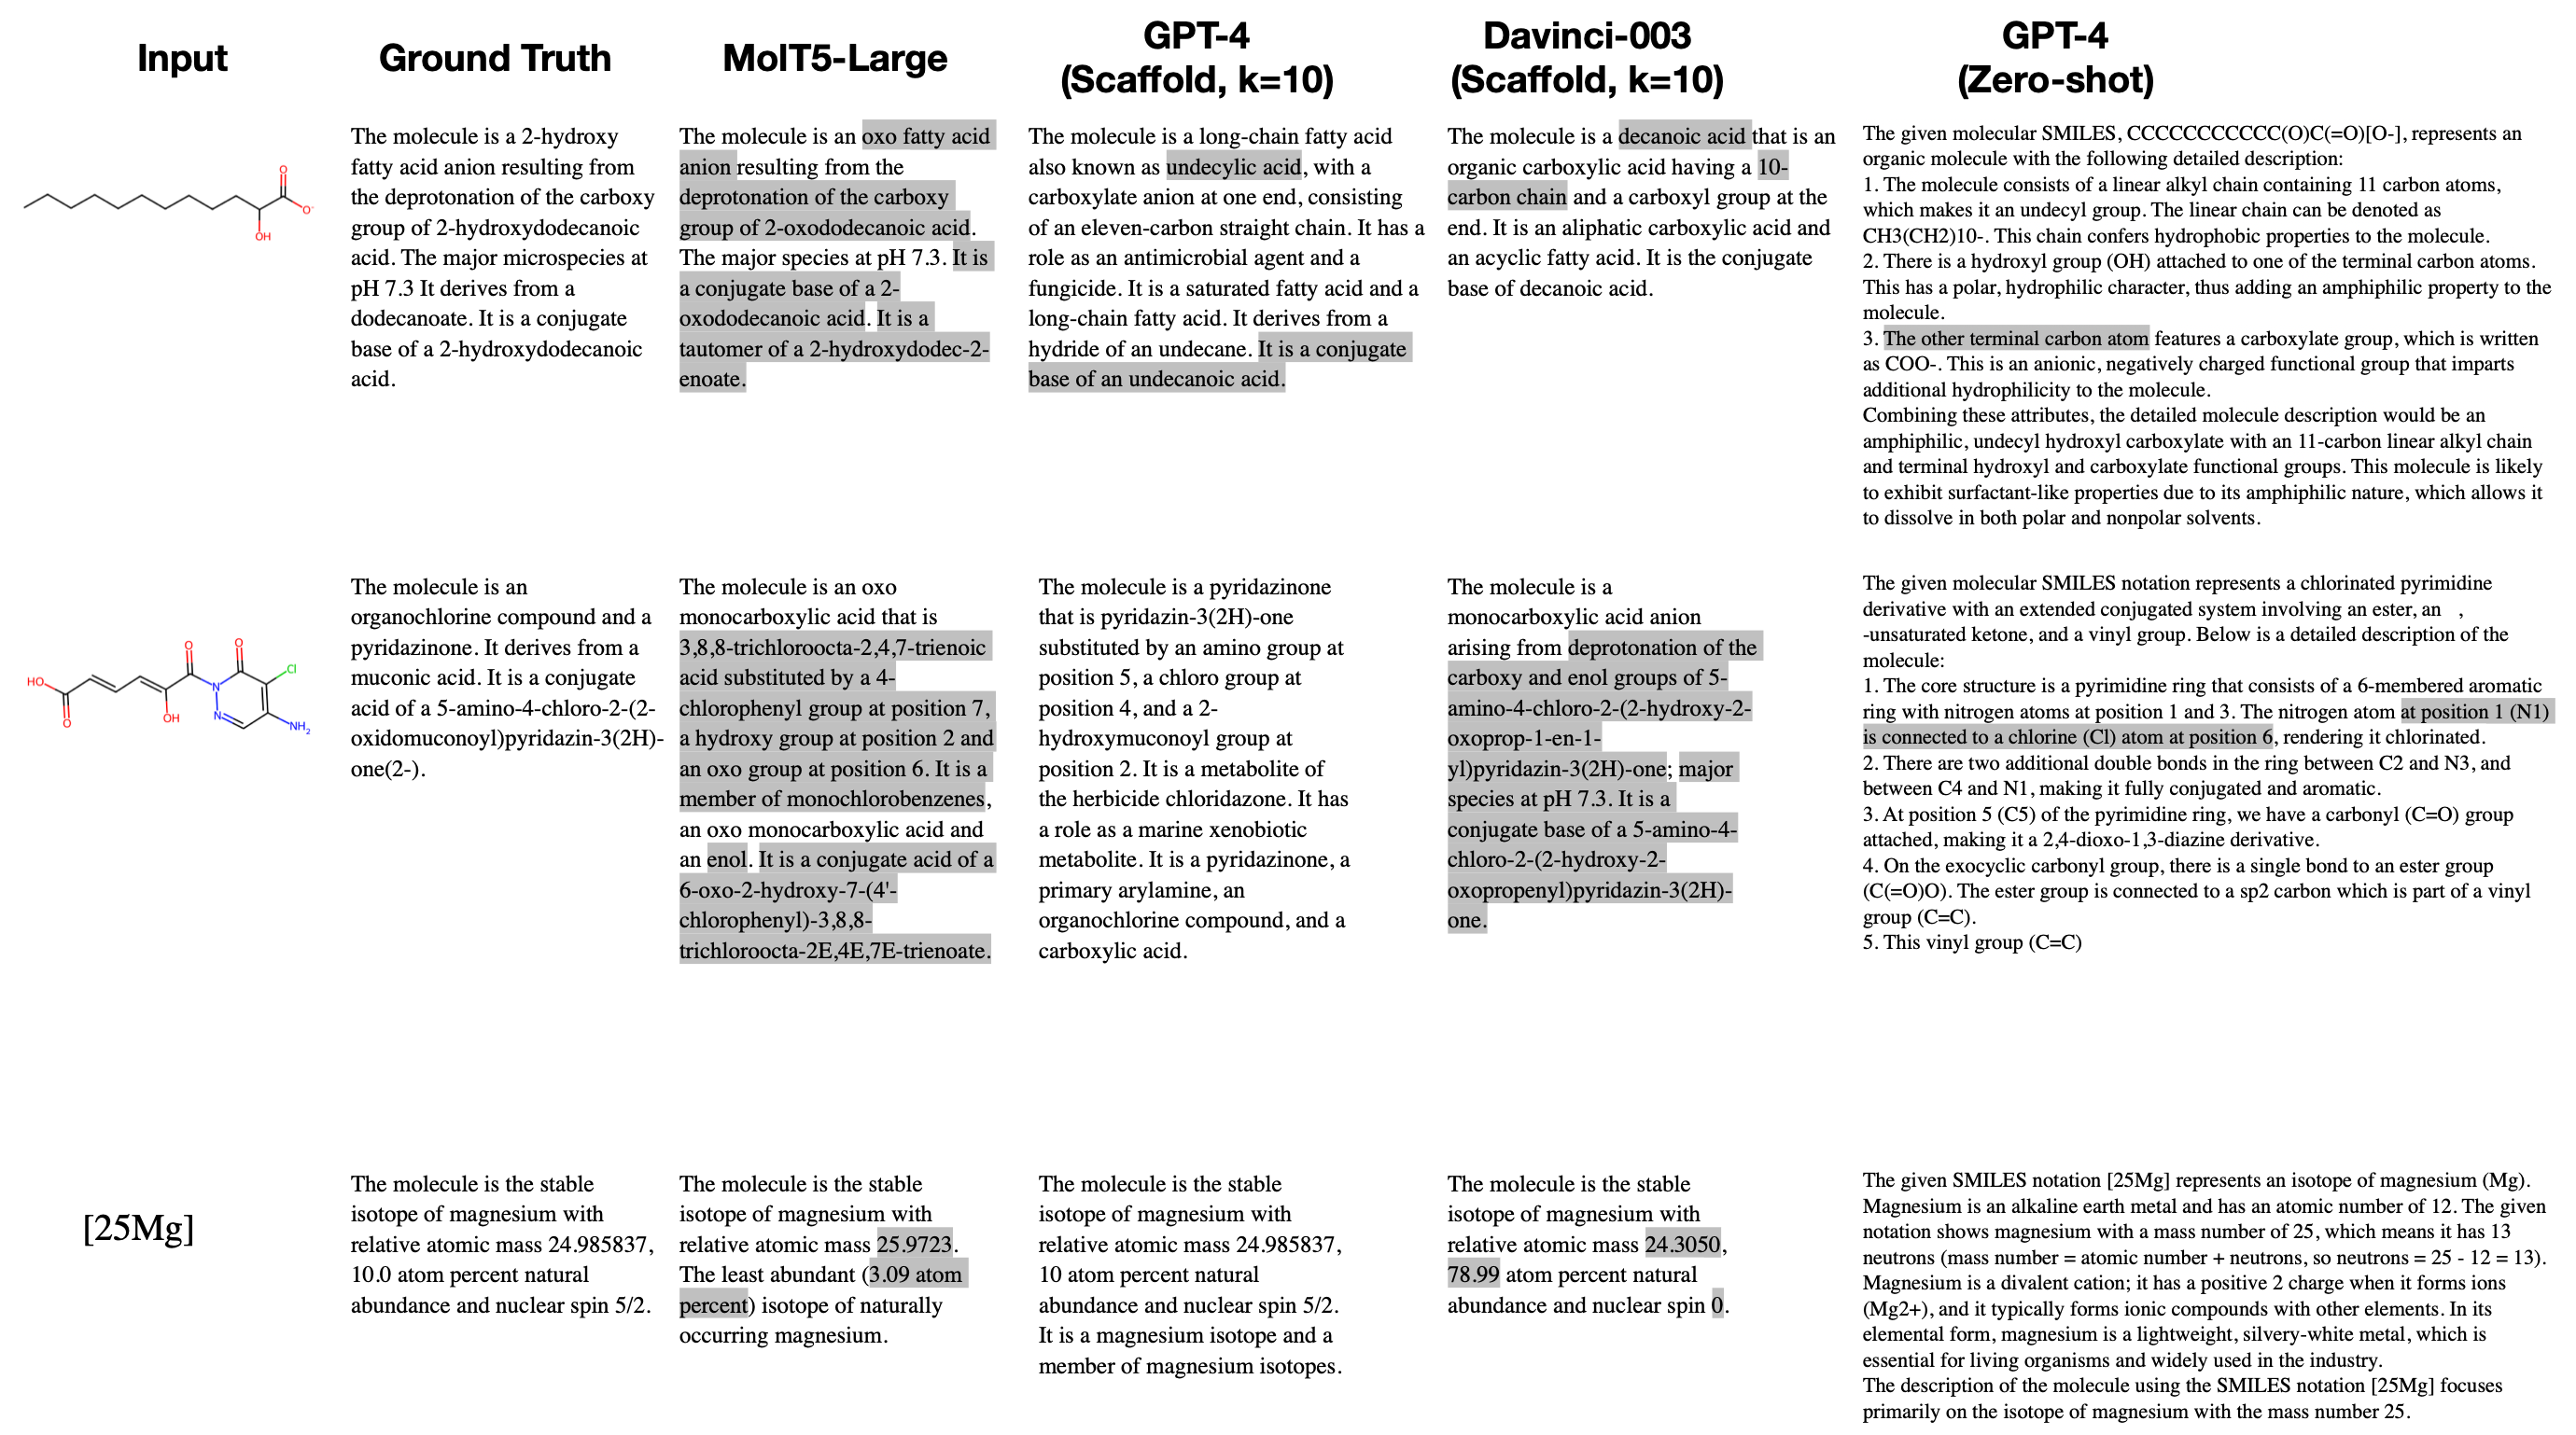 Input
Ground Truth
MolT5-Large
GPT-4
(Scaffold, k=10)
Davinci-003
(Scaffold, k=10)
GPT-4
(Zero-shot)
O
O-
OH
The molecule is a 2-hydroxy
fatty acid anion resulting from
the deprotonation of the carboxy
group of 2-hydroxydodecanoic
acid. The major microspecies at
pH 7.3 It derives from a
dodecanoate. It is a conjugate
base of a 2-hydroxydodecanoic
acid.
The molecule is an oxo fatty acid
anion resulting from the
deprotonation of the carboxy
group of 2-oxododecanoic acid.
The major species at pH 7.3. It is
a conjugate base of a 2-
oxododecanoic acid. It is a
tautomer of a 2-hydroxydodec-2-
enoate.
The molecule is a long-chain fatty acid
also known as undecylic acid, with a
carboxylate anion at one end, consisting
of an eleven-carbon straight chain. It has a
role as an antimicrobial agent and a
fungicide. It is a saturated fatty acid and a
long-chain fatty acid. It derives from a
hydride of an undecane. It is a conjugate
base of an undecanoic acid.
The molecule is a decanoic acid that is an
organic carboxylic acid having a 10-
carbon chain and a carboxyl group at the
end. It is an aliphatic carboxylic acid and
an acyclic fatty acid. It is the conjugate
base of decanoic acid.
The given molecular SMILES, CCCCCCCCCCC(O)C(=O)[O-], represents an
organic molecule with the following detailed description:
1. The molecule consists of a linear alkyl chain containing 11 carbon atoms,
which makes it an undecyl group. The linear chain can be denoted as
CH3(CH2)10-. This chain confers hydrophobic properties to the molecule.
2. There is a hydroxyl group (OH) attached to one of the terminal carbon atoms.
This has a polar, hydrophilic character, thus adding an amphiphilic property to the
molecule.
3. The other terminal carbon atom features a carboxylate group, which is written
as COO-. This is an anionic, negatively charged functional group that imparts
additional hydrophilicity to the molecule.
Combining these attributes, the detailed molecule description would be an
amphiphilic, undecyl hydroxyl carboxylate with an 11-carbon linear alkyl chain
and terminal hydroxyl and carboxylate functional groups. This molecule is likely
to exhibit surfactant-like properties due to its amphiphilic nature, which allows it
to dissolve in both polar and nonpolar solvents.
O
O
Cl
HO
N
O
OH
N
NH2
The molecule is an
organochlorine compound and a
pyridazinone. It derives from a
muconic acid. It is a conjugate
acid of a 5-amino-4-chloro-2-(2-
oxidomuconoyl)pyridazin-3(2H)-
one(2-).
The molecule is an oxo
monocarboxylic acid that is
3,8,8-trichloroocta-2,4,7-trienoic
acid substituted by a 4-
chlorophenyl group at position 7,
a hydroxy group at position 2 and
an oxo group at position 6. It is a
member of monochlorobenzenes,
an oxo monocarboxylic acid and
an enol. It is a conjugate acid of a
6-oxo-2-hydroxy-7-(4'-
chlorophenyl)-3,8,8-
trichloroocta-2E,4E,7E-trienoate.
The molecule is a pyridazinone
that is pyridazin-3(2H)-one
substituted by an amino group at
position 5, a chloro group at
position 4, and a 2-
hydroxymuconoyl group at
position 2. It is a metabolite of
the herbicide chloridazone. It has
a role as a marine xenobiotic
metabolite. It is a pyridazinone, a
primary arylamine, an
organochlorine compound, and a
carboxylic acid.
The molecule is a
monocarboxylic acid anion
arising from deprotonation of the
carboxy and enol groups of 5-
amino-4-chloro-2-(2-hydroxy-2-
oxoprop-1-en-1-
yl)pyridazin-3(2H)-one; major
species at pH 7.3. It is a
conjugate base of a 5-amino-4-
chloro-2-(2-hydroxy-2-
oxopropenyl)pyridazin-3(2H)-
one.
The given molecular SMILES notation represents a chlorinated pyrimidine
derivative with an extended conjugated system involving an ester, an ,
-unsaturated ketone, and a vinyl group. Below is a detailed description of the
molecule:
1. The core structure is a pyrimidine ring that consists of a 6-membered aromatic
ring with nitrogen atoms at position 1 and 3. The nitrogen atom at position 1 (N1)
is connected to a chlorine (Cl) atom at position 6, rendering it chlorinated.
2. There are two additional double bonds in the ring between C2 and N3, and
between C4 and N1, making it fully conjugated and aromatic.
3. At position 5 (C5) of the pyrimidine ring, we have a carbonyl (C=O) group
attached, making it a 2,4-dioxo-1,3-diazine derivative.
4. On the exocyclic carbonyl group, there is a single bond to an ester group
(C(=O)O). The ester group is connected to a sp2 carbon which is part of a vinyl
group (C=C).
5. This vinyl group (C=C)
[25Mg]
The molecule is the stable
isotope of magnesium with
relative atomic mass 24.985837,
10.0 atom percent natural
abundance and nuclear spin 5/2.
The molecule is the stable
isotope of magnesium with
relative atomic mass 25.9723.
The least abundant (3.09 atom
percent) isotope of naturally
occurring magnesium.
The molecule is the stable
isotope of magnesium with
relative atomic mass 24.985837,
10 atom percent natural
abundance and nuclear spin 5/2.
It is a magnesium isotope and a
member of magnesium isotopes.
The molecule is the stable
isotope of magnesium with
relative atomic mass 24.3050,
78.99 atom percent natural
abundance and nuclear spin 0.
The given SMILES notation [25Mg] represents an isotope of magnesium (Mg).
Magnesium is an alkaline earth metal and has an atomic number of 12. The given
notation shows magnesium with a mass number of 25, which means it has 13
neutrons (mass number = atomic number + neutrons, so neutrons = 25 - 12 = 13).
Magnesium is a divalent cation; it has a positive 2 charge when it forms ions
(Mg2+), and it typically forms ionic compounds with other elements. In its
elemental form, magnesium is a lightweight, silvery-white metal, which is
essential for living organisms and widely used in the industry.
The description of the molecule using the SMILES notation [25Mg] focuses
primarily on the isotope of magnesium with the mass number 25.